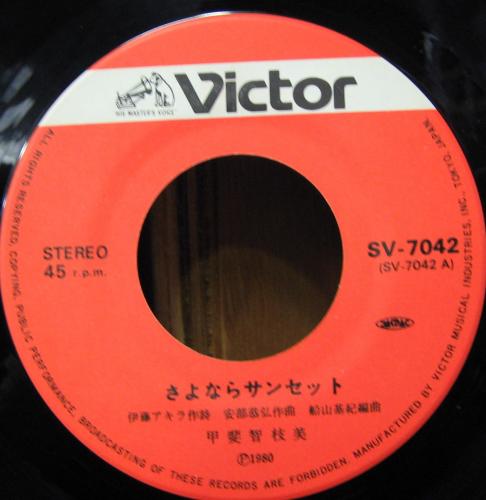 HIS MASTER'S VOICE
Victor
STEREO
45 r.p.m.
SV-7042
(SV-7042 A)
さよならサンセット
伊藤アキラ作詩 安部恭弘作曲 船山基紀編曲
甲斐智枝美
Ⓟ1980
ALL RIGHTS RESERVED. COPYING, PUBLIC PERFORMANCE, BROADCASTING OF THESE RECORDS ARE FORBIDDEN. MANUFACTURED BY VICTOR MUSICAL INDUSTRIES, INC., TOKYO, JAPAN.